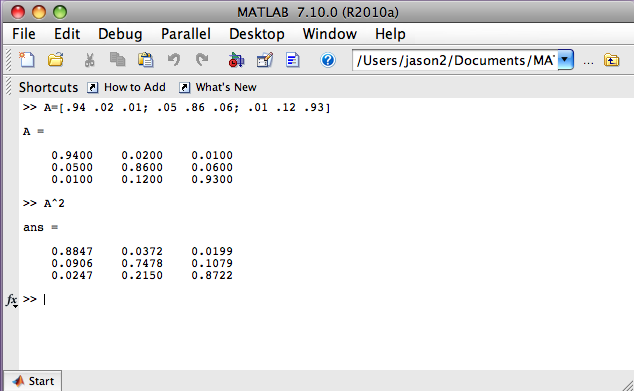 MATLAB 7.10.0 (R2010a)
File Edit Debug Parallel Desktop Window Help
/Users/jason2/Documents/MA ...
Shortcuts How to Add What's New
>> A=[.94 .02 .01; .05 .86 .06; .01 .12 .93]
A =
0.9400 0.0200 0.0100
0.0500 0.8600 0.0600
0.0100 0.1200 0.9300
>> A^2
ans =
0.8847 0.0372 0.0199
0.0906 0.7478 0.1079
0.0247 0.2150 0.8722
fx >>
Start